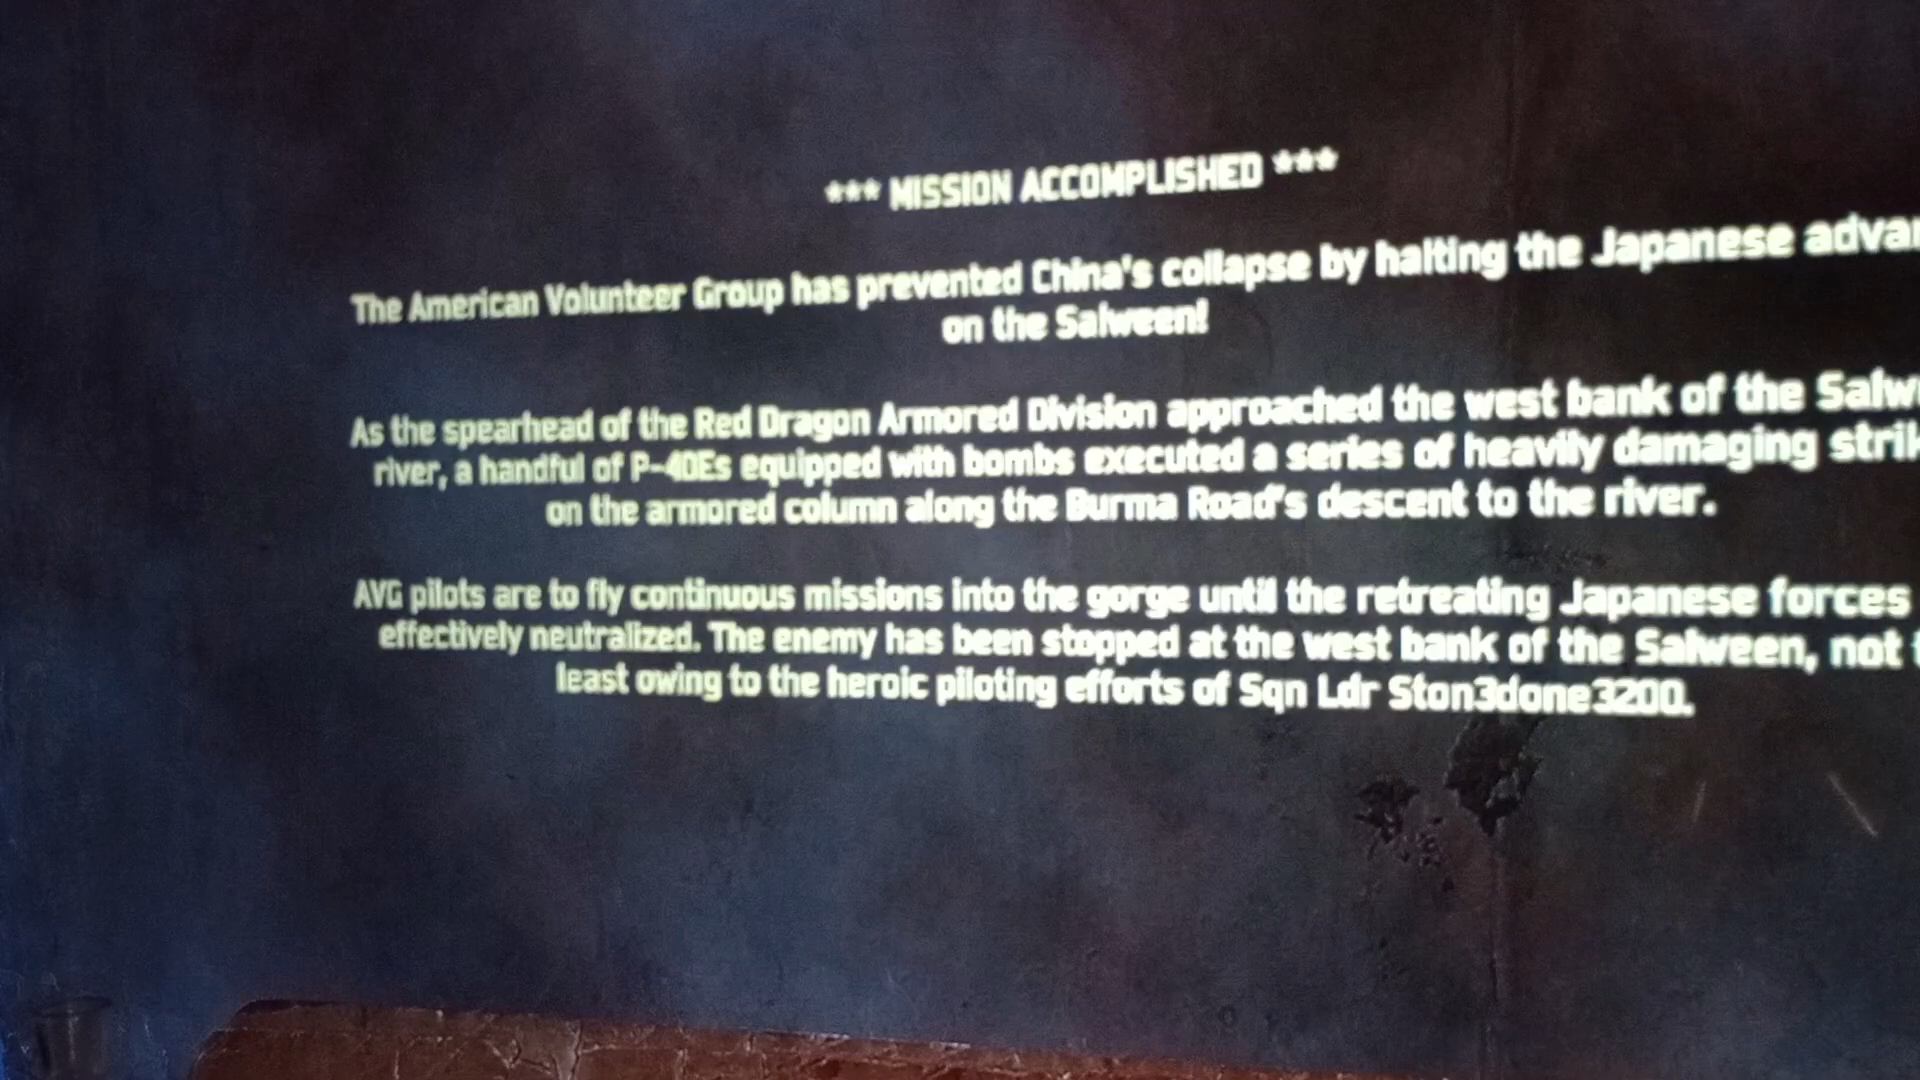 *** MISSION ACCOMPLISHED ***
The American Volunteer Group has prevented China's collapse by halting the Japanese
on the Salween!
As the spearhead of the Red Dragon Armored Division approached the west bank of the
river, a handful of P-40Es equipped with bombs executed a series of heavily damaging
on the armored column along the Burma Road's descent to the river.
AVG pilots are to fly continuous missions into the gorge until the retreating Japanese forces
effectively neutralized. The enemy has been stopped at the west bank of the Salween, not
least owing to the heroic piloting efforts of Sqn Ldr Ston3done3200.